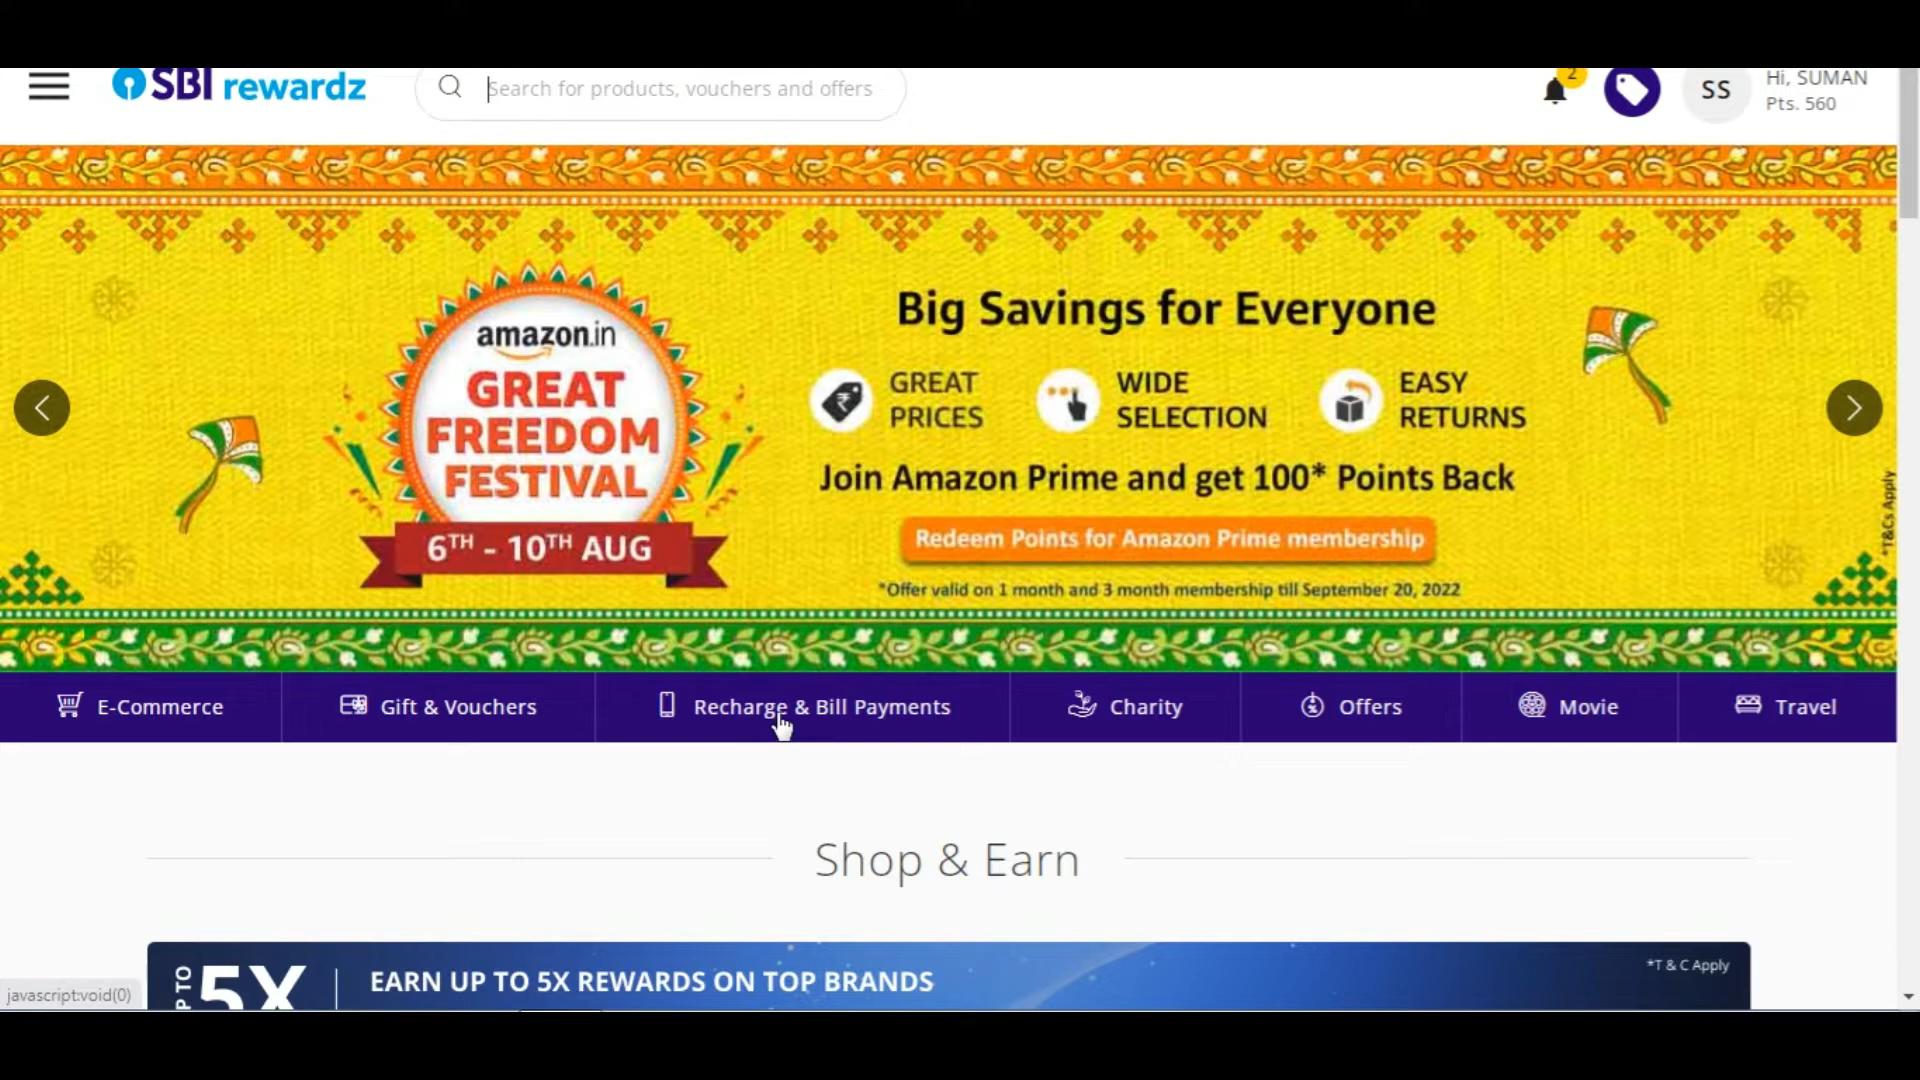 SBI rewardz
Search for products, vouchers and offers
2
SS
Hi, SUMAN
Pts. 560
amazon.in
GREAT
FREEDOM
FESTIVAL
6TH - 10TH AUG
Big Savings for Everyone
GREAT
PRICES
WIDE
SELECTION
EASY
RETURNS
Join Amazon Prime and get 100* Points Back
Redeem Points for Amazon Prime membership
*Offer valid on 1 month and 3 month membership till September 20, 2022
*T&Cs Apply
E-Commerce
Gift & Vouchers
Recharge & Bill Payments
Charity
Offers
Movie
Travel
Shop & Earn
UP TO
5X
EARN UP TO 5X REWARDS ON TOP BRANDS
*T & C Apply
javascript:void(0)